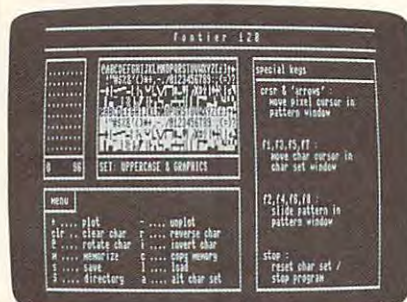 Fontier 128
@ABCDEFGHIJKLMNOPQRSTUVWXYZ[£]↑←
!"#$%&'()*+,-./0123456789:;<=>?
SET: UPPERCASE & GRAPHICS
0 96
special keys
crsr & 'arrows' :
move pixel cursor in
pattern window
f1,f3,f5,f7 :
move char cursor in
char set window
f2,f4,f6,f8 :
slide pattern in
pattern window
stop :
reset char set /
stop program
MENU
+ .... plot
- .... unplot
clr .... clear char
r .... reverse char
.... rotate char
i .... invert char
m .... memorize
c .... copy memory
s .... save
l .... load
$ .... directory
a .... alt char set